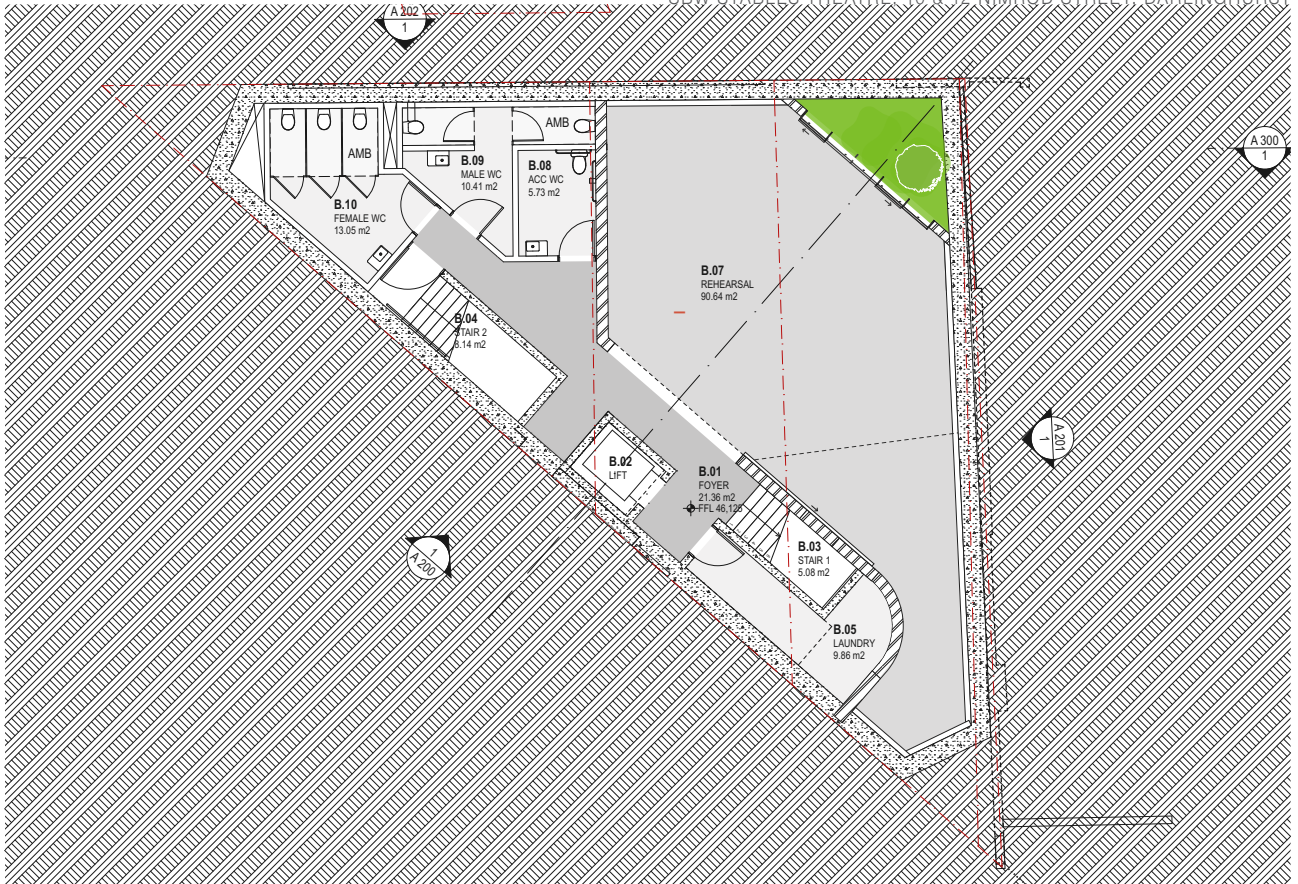 A 202
1
A 300
1
AMB
AMB
B.09
MALE WC
10.41 m2
B.08
ACC WC
5.73 m2
B.10
FEMALE WC
13.05 m2
B.07
REHEARSAL
90.64 m2
B.04
STAIR 2
8.14 m2
A 201
1
B.02
LIFT
B.01
FOYER
21.36 m2
FFL 46,125
1
A 200
B.03
STAIR 1
5.08 m2
B.05
LAUNDRY
9.86 m2